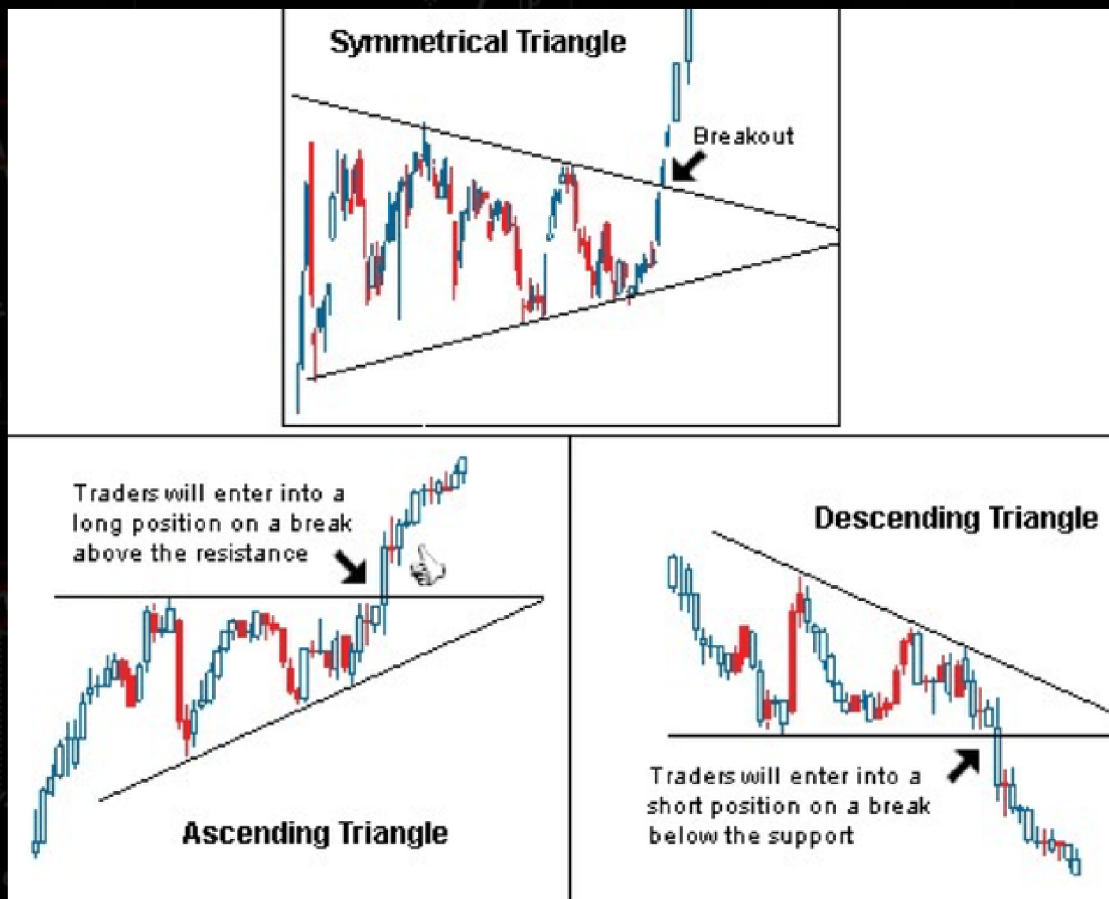 Symmetrical Triangle
Breakout
Traders will enter into a
long position on a break
above the resistance
Ascending Triangle
Descending Triangle
Traders will enter into a
short position on a break
below the support